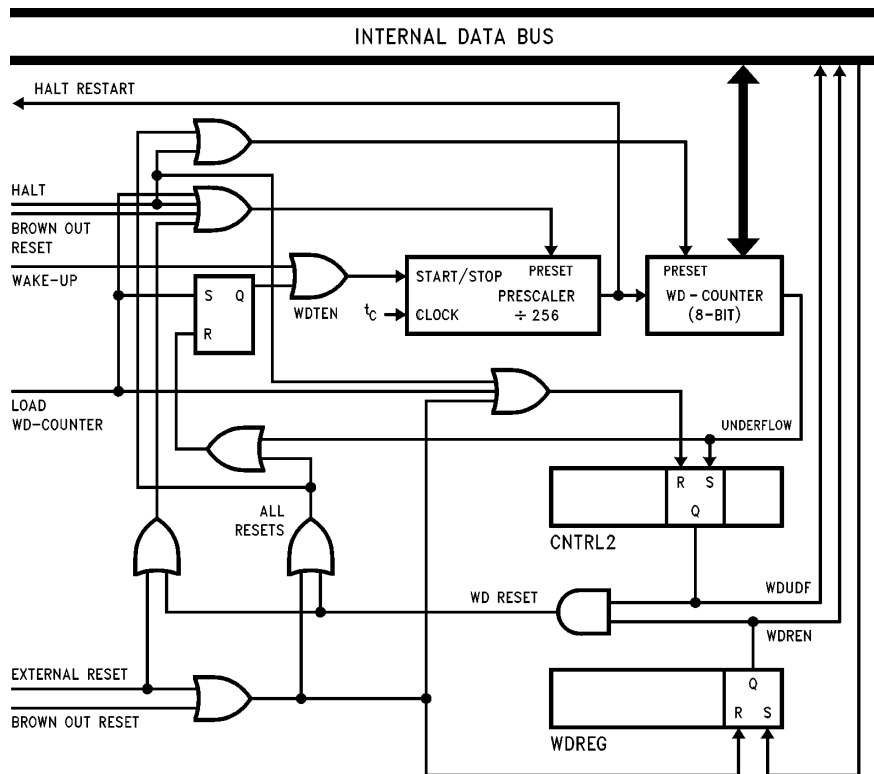 INTERNAL DATA BUS
HALT RESTART
HALT
BROWN OUT
RESET
WAKE-UP
S Q
R
WDTEN
START/STOP PRESET
PRESCALER
÷ 256
tC
CLOCK
PRESET
WD-COUNTER
(8-BIT)
LOAD
WD-COUNTER
UNDERFLOW
R S
Q
CNTRL2
ALL
RESETS
WD RESET
WDUDF
WDREN
EXTERNAL RESET
BROWN OUT RESET
Q
R S
WDREG